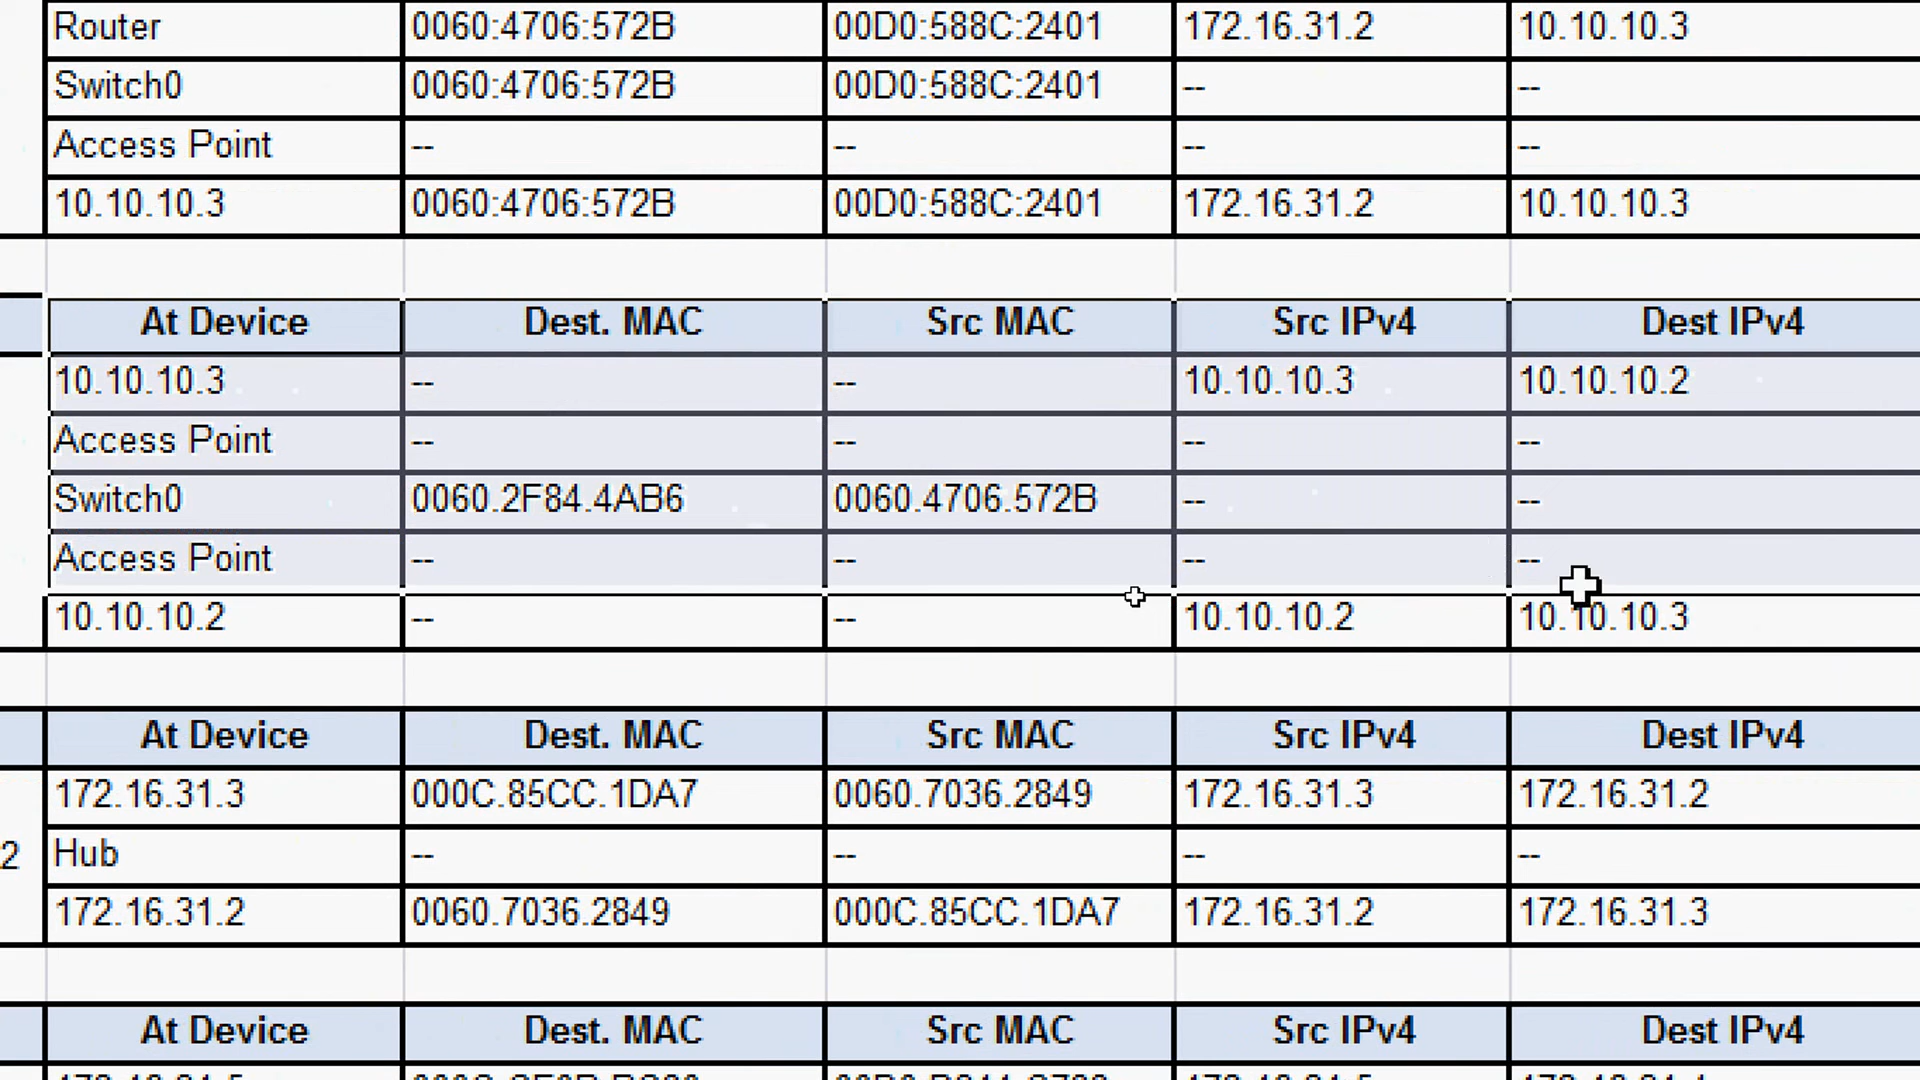 Router 0060:4706:572B 00D0:588C:2401 172.16.31.2 10.10.10.3
Switch0 0060:4706:572B 00D0:588C:2401 -- --
Access Point -- -- -- --
10.10.10.3 0060:4706:572B 00D0:588C:2401 172.16.31.2 10.10.10.3
At Device Dest. MAC Src MAC Src IPv4 Dest IPv4
10.10.10.3 -- -- 10.10.10.3 10.10.10.2
Access Point -- -- -- --
Switch0 0060.2F84.4AB6 0060.4706.572B -- --
Access Point -- -- -- --
10.10.10.2 -- -- 10.10.10.2 10.10.10.3
At Device Dest. MAC Src MAC Src IPv4 Dest IPv4
172.16.31.3 000C.85CC.1DA7 0060.7036.2849 172.16.31.3 172.16.31.2
2 Hub -- -- -- --
172.16.31.2 0060.7036.2849 000C.85CC.1DA7 172.16.31.2 172.16.31.3
At Device Dest. MAC Src MAC Src IPv4 Dest IPv4